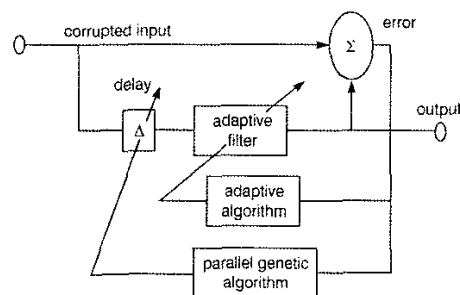 corrupted input
error
Σ
delay
output
Δ
adaptive
filter
adaptive
algorithm
parallel genetic
algorithm